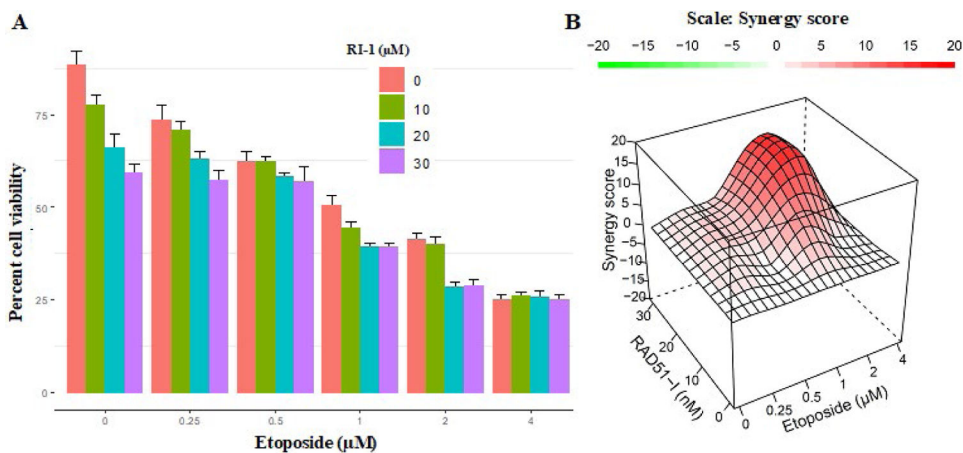 A
RI-1 (µM)
0
10
20
30
75
50
25
0
Percent cell viability
0 0.25 0.5 1 2 4
Etoposide (µM)
B
Scale: Synergy score
−20 −15 −10 −5 0 5 10 15 20
20
15
10
5
0
−5
−10
−15
−20
Synergy score
30
20
10
0
RAD51−I (nM)
0 0.25 0.5 1 2 4
Etoposide (µM)